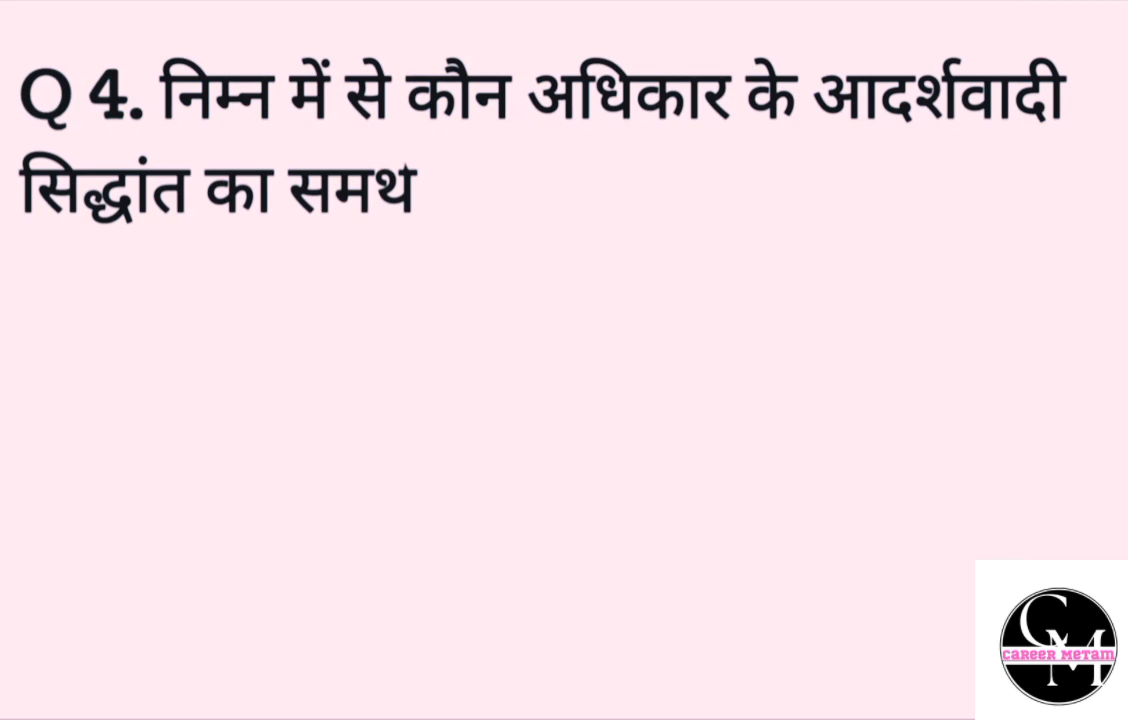 Q 4. निम्न में से कौन अधिकार के आदर्शवादी
सिद्धांत का समथ
CAREER METAM